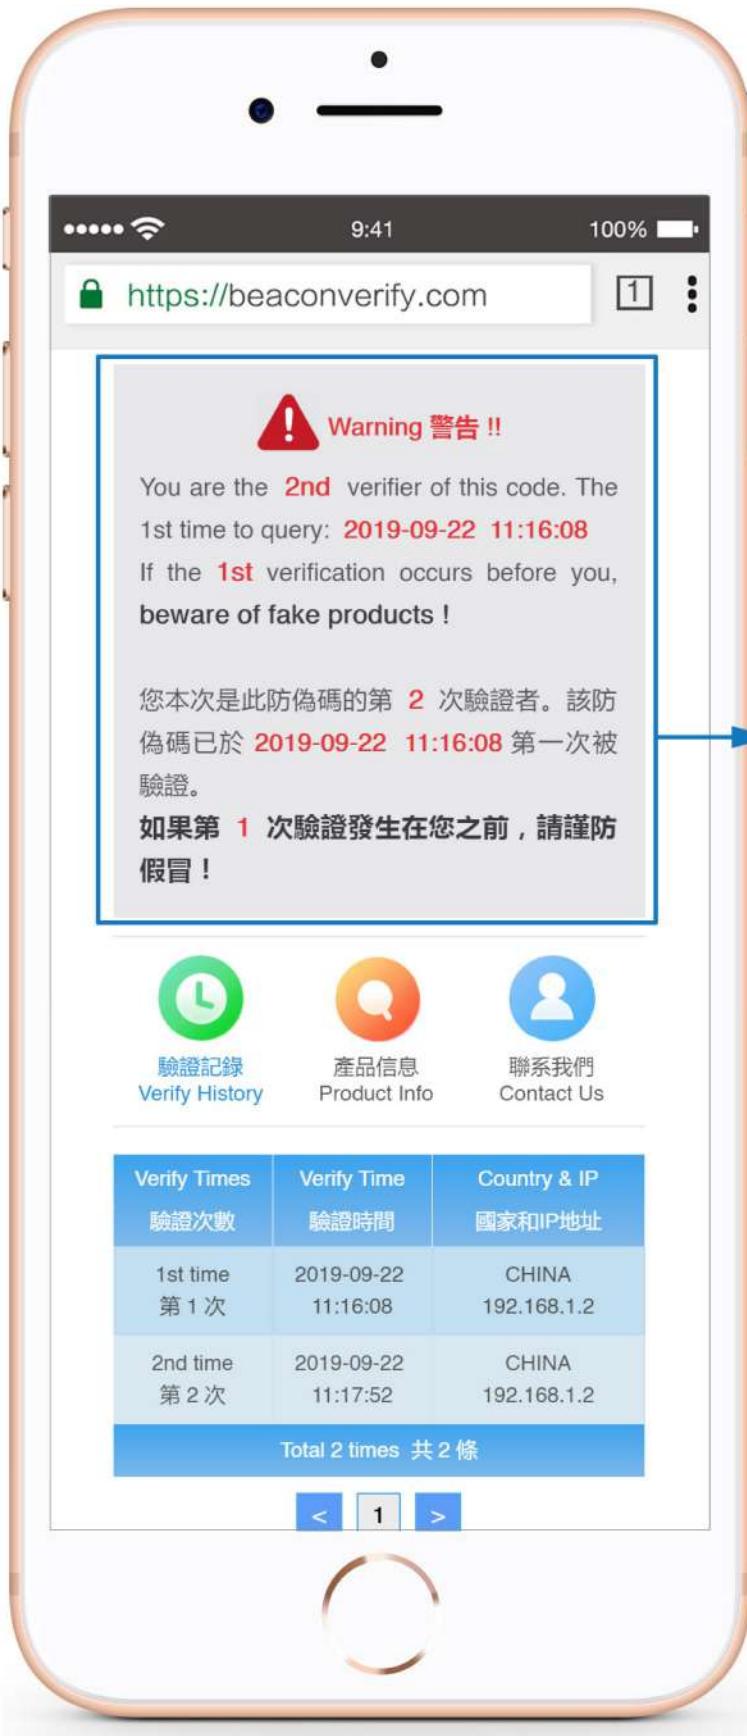 9:41
100%
https://beaconverify.com
1
Warning 警告 !!
You are the 2nd verifier of this code. The
1st time to query: 2019-09-22 11:16:08
If the 1st verification occurs before you,
beware of fake products !
您本次是此防偽碼的第 2 次驗證者。該防
偽碼已於 2019-09-22 11:16:08 第一次被
驗證。
如果第 1 次驗證發生在您之前，請謹防
假冒！
驗證記錄 產品信息 聯系我們
Verify History Product Info Contact Us
Verify Times Verify Time Country & IP
驗證次數 驗證時間 國家和IP地址
1st time 2019-09-22 CHINA
第 1 次 11:16:08 192.168.1.2
2nd time 2019-09-22 CHINA
第 2 次 11:17:52 192.168.1.2
Total 2 times 共 2 條
< 1 >